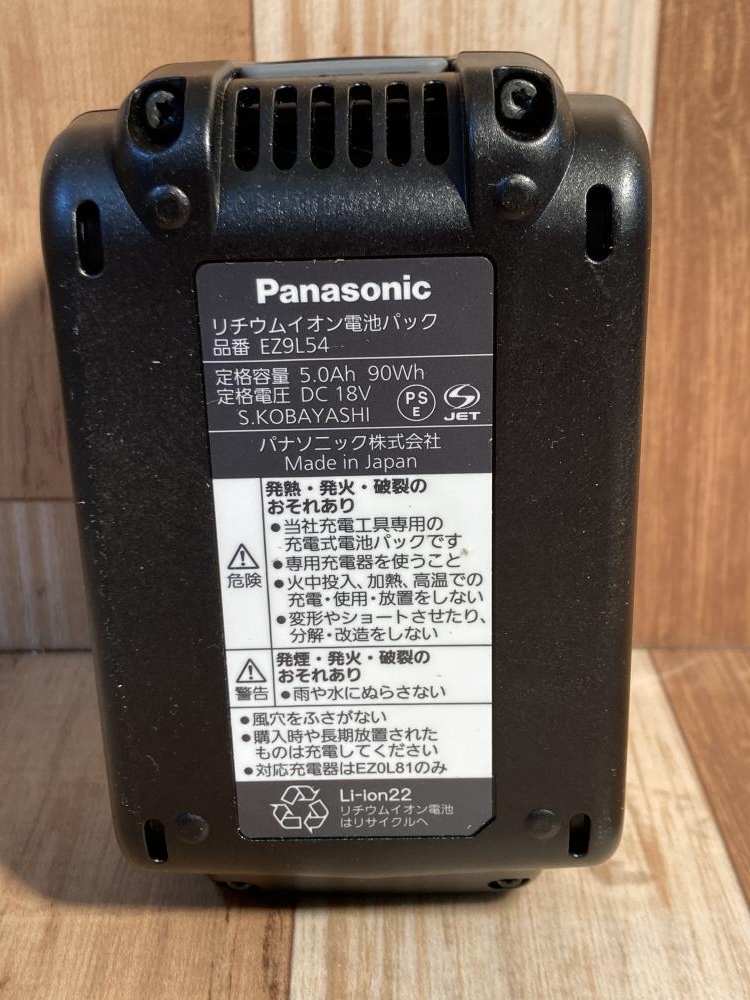 Panasonic
リチウムイオン電池パック
品番 EZ9L54
定格容量 5.0Ah 90Wh
定格電圧 DC 18V
S.KOBAYASHI
PS
E
JET
パナソニック株式会社
Made in Japan
危険
発熱・発火・破裂の
おそれあり
●当社充電工具専用の
充電式電池パックです
●専用充電器を使うこと
●火中投入、加熱、高温での
充電・使用・放置をしない
●変形やショートさせたり、
分解・改造をしない
警告
発煙・発火・破裂の
おそれあり
●雨や水にぬらさない
●風穴をふさがない
●購入時や長期放置された
ものは充電してください
●対応充電器はEZ0L81のみ
Li-ion22
リチウムイオン電池
はリサイクルへ